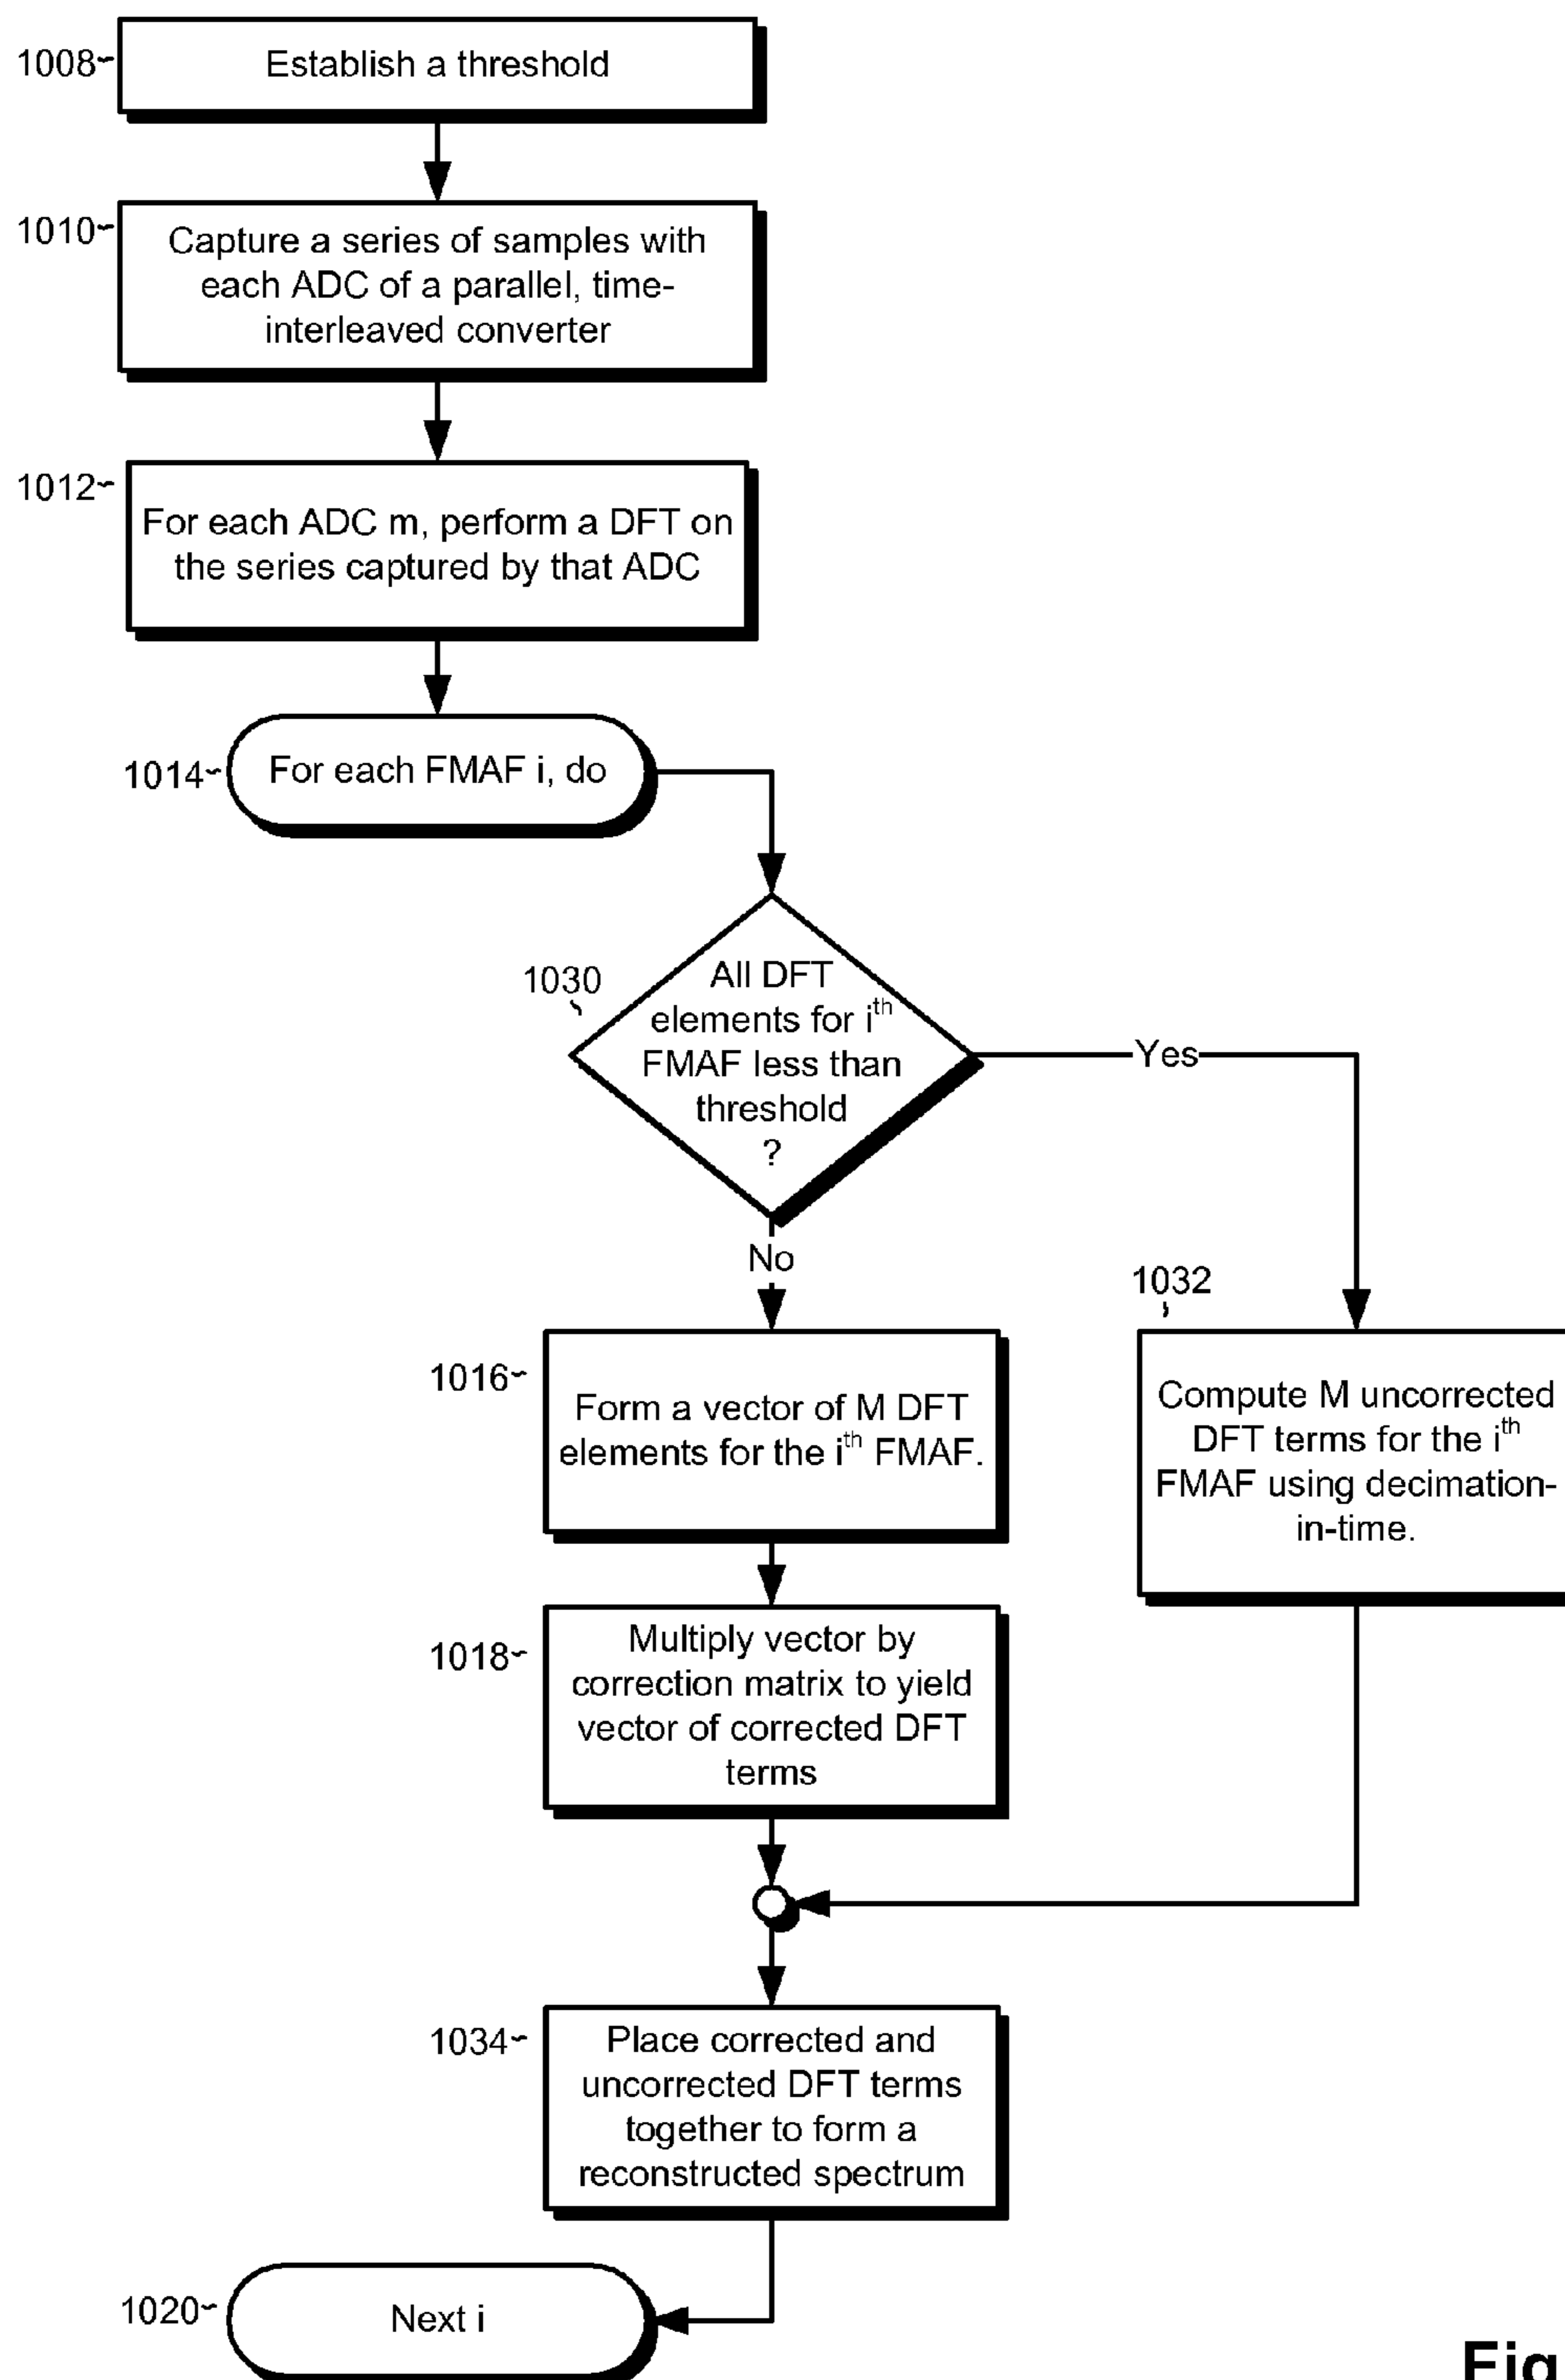 1008
Establish a threshold
1010
Capture a series of samples with
each ADC of a parallel, time-
interleaved converter
1012
For each ADC m, perform a DFT on
the series captured by that ADC
1014
For each FMAF i, do
1030
All DFT
elements for ith
FMAF less than
threshold
?
Yes
No
1032
1016
Form a vector of M DFT
elements for the ith FMAF.
Compute M uncorrected
DFT terms for the ith
FMAF using decimation-
in-time.
1018
Multiply vector by
correction matrix to yield
vector of corrected DFT
terms
1034
Place corrected and
uncorrected DFT terms
together to form a
reconstructed spectrum
1020
Next i
Fig